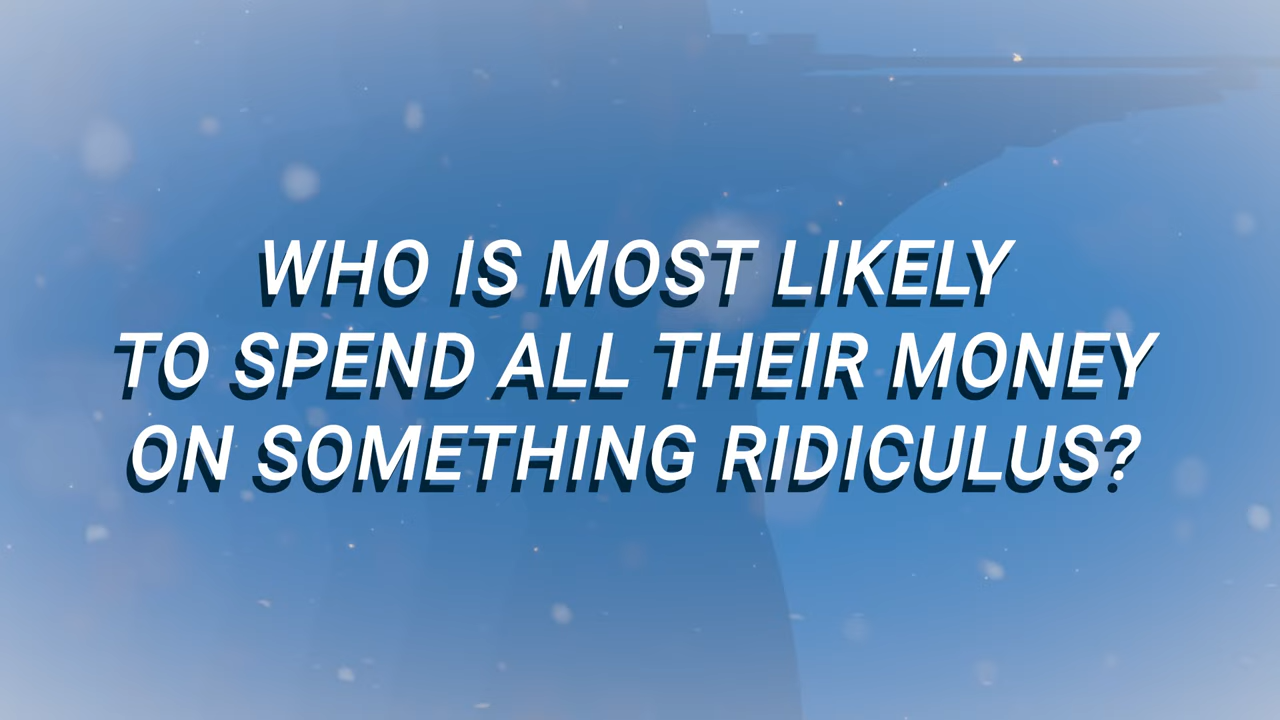 WHO IS MOST LIKELY
TO SPEND ALL THEIR MONEY
ON SOMETHING RIDICULUS?